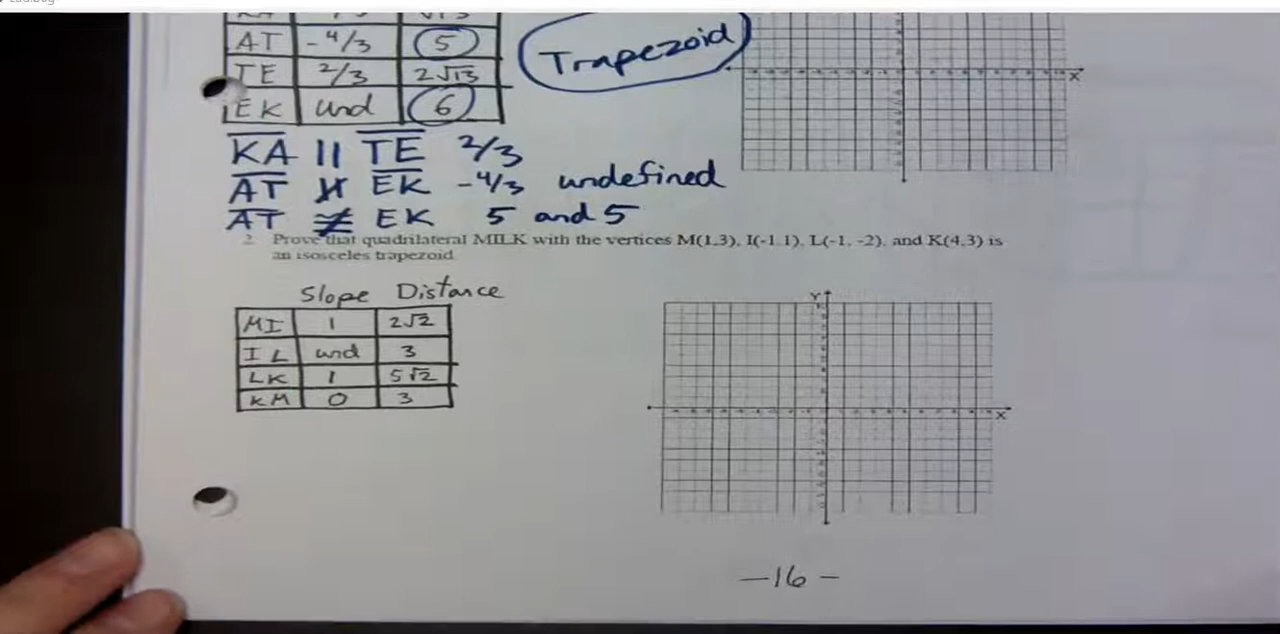 AT -4/3 5
TE 2/3 2√13
EK und 6
Trapezoid
X
KA || TE 2/3
AT ∦ EK -4/3 undefined
AT ≇ EK 5 and 5
2. Prove that quadrilateral MILK with the vertices M(1,3), I(-1,1), L(-1, -2), and K(4,3) is
an isosceles trapezoid.
Slope Distance
MI 1 2√2
IL und 3
LK 1 5√2
KM 0 3
Y
X
-16-